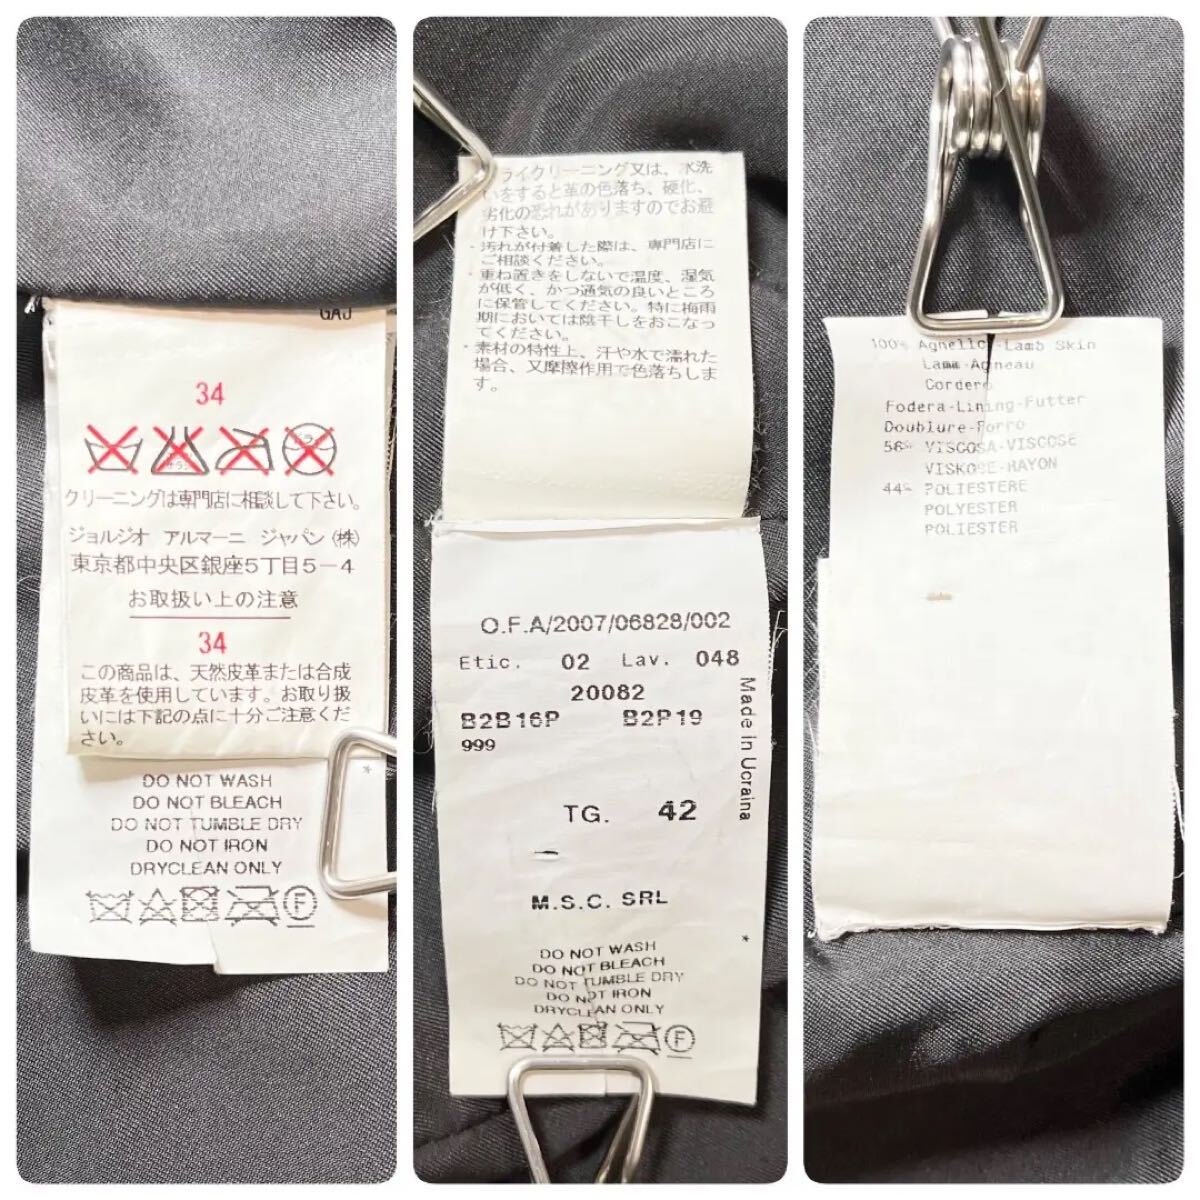 GAJ
34
ドライ
クリーニングは専門店に相談して下さい。
ジョルジオ アルマーニ ジャパン(株)
東京都中央区銀座5丁目5-4
お取扱い上の注意
34
この商品は、天然皮革または合成
皮革を使用しています。お取り扱
いには下記の点に十分ご注意くだ
さい。
DO NOT WASH
DO NOT BLEACH
DO NOT TUMBLE DRY
DO NOT IRON
DRYCLEAN ONLY
F
ライクリーニング又は、水洗
いをすると革の色落ち、硬化、
劣化の恐れがありますのでお避
け下さい。
・汚れが付着した際は、専門店に
ご相談ください。
・重ね置きをしないで温度、湿気
が低く、かつ通気の良いところ
に保管してください。特に梅雨
期においては陰干しをおこなっ
てください。
・素材の特性上、汗や水で濡れた
場合、又摩擦作用で色落ちしま
す。
O.F.A/2007/06828/002
Etic. 02 Lav. 048
20082
B2B16P B2P19
999
Made in Ucraina
TG. 42
M.S.C. SRL
DO NOT WASH
DO NOT BLEACH
DO NOT TUMBLE DRY
DO NOT IRON
DRYCLEAN ONLY
F
100% Agnello-Lamb Skin
Lamm-Agneau
Cordero
Fodera-Lining-Futter
Doublure-Forro
56% VISCOSA-VISCOSE
VISKOSE-RAYON
44% POLIESTERE
POLYESTER
POLIESTER